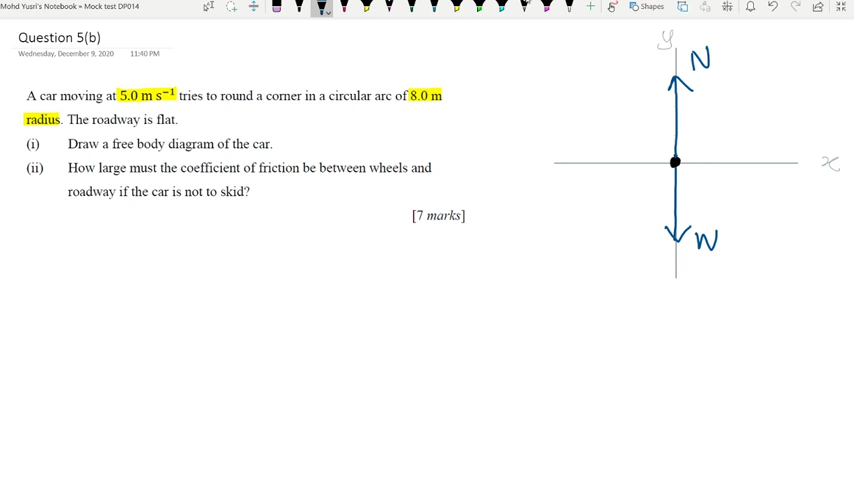 Mohd Yusri's Notebook » Mock test DP014
Shapes
Question 5(b)
Wednesday, December 9, 2020 11:40 PM
A car moving at 5.0 m s⁻¹ tries to round a corner in a circular arc of 8.0 m
radius. The roadway is flat.
(i) Draw a free body diagram of the car.
(ii) How large must the coefficient of friction be between wheels and
roadway if the car is not to skid?
[7 marks]
y
N
x
W